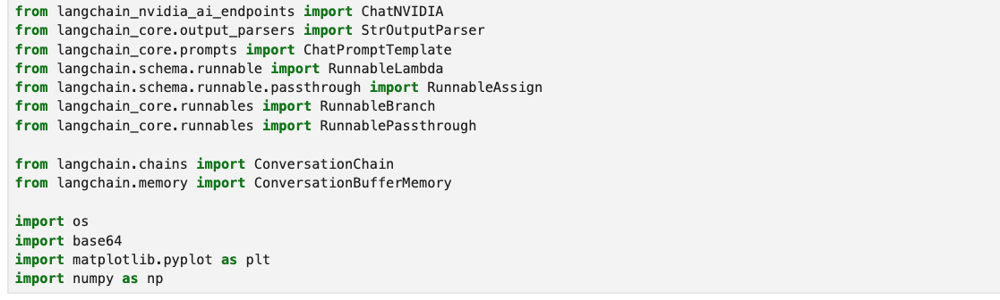 from langchain_nvidia_ai_endpoints import ChatNVIDIA
from langchain_core.output_parsers import StrOutputParser
from langchain_core.prompts import ChatPromptTemplate
from langchain.schema.runnable import RunnableLambda
from langchain.schema.runnable.passthrough import RunnableAssign
from langchain_core.runnables import RunnableBranch
from langchain_core.runnables import RunnablePassthrough

from langchain.chains import ConversationChain
from langchain.memory import ConversationBufferMemory

import os
import base64
import matplotlib.pyplot as plt
import numpy as np